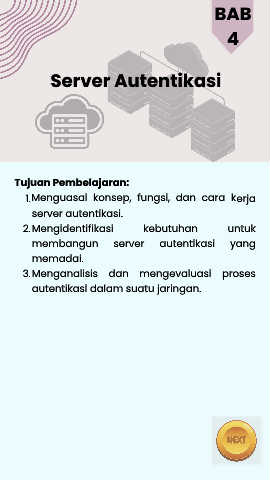 BAB
4
Server Autentikasi
Tujuan Pembelajaran:
1. Menguasai konsep, fungsi, dan cara kerja
server autentikasi.
2. Mengidentifikasi kebutuhan untuk
membangun server autentikasi yang
memadai.
3. Menganalisis dan mengevaluasi proses
autentikasi dalam suatu jaringan.
NEXT